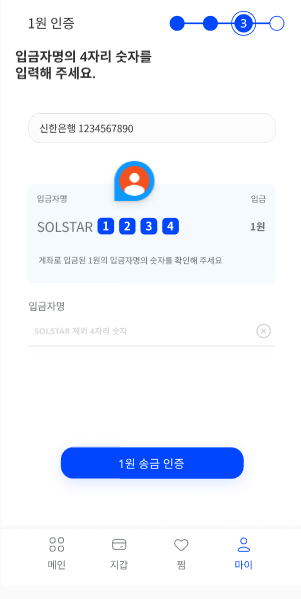 1원 인증
3
입금자명의 4자리 숫자를
입력해 주세요.
신한은행 1234567890
입금자명 입금
SOLSTAR 1 2 3 4 1원
계좌로 입금된 1원의 입금자명의 숫자를 확인해 주세요
입금자명
SOLSTAR 제외 4자리 숫자
1원 송금 인증
메인 지갑 찜 마이